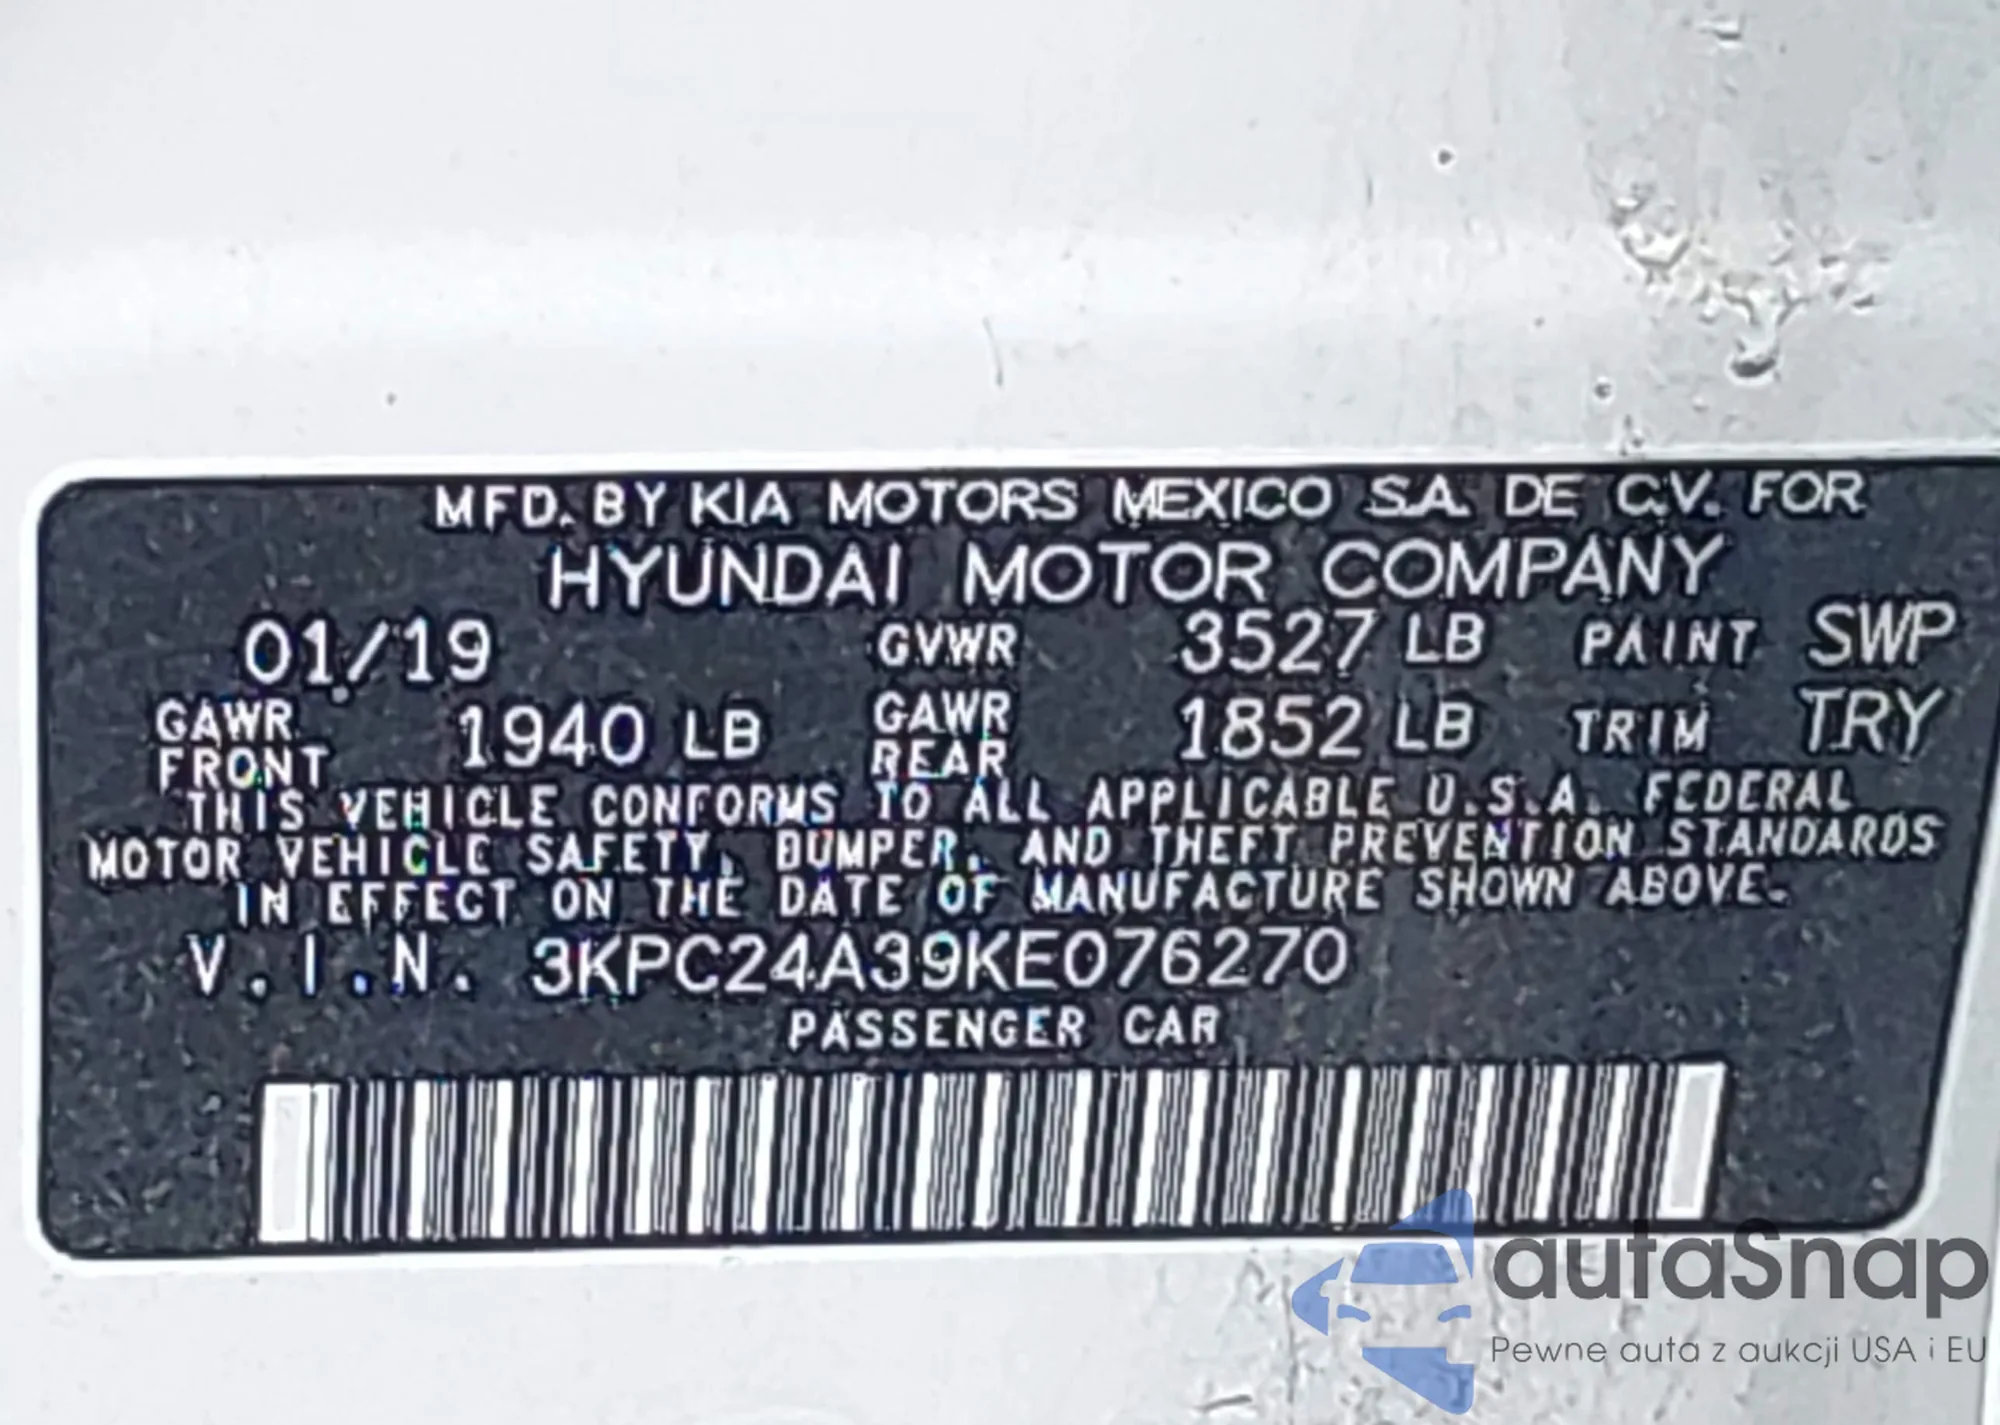 MFD. BY KIA MOTORS MEXICO S.A. DE C.V. FOR
HYUNDAI MOTOR COMPANY
01/19 GVWR 3527 LB PAINT SWP
GAWR FRONT 1940 LB GAWR REAR 1852 LB TRIM TRY
THIS VEHICLE CONFORMS TO ALL APPLICABLE U.S.A. FEDERAL
MOTOR VEHICLE SAFETY, BUMPER, AND THEFT PREVENTION STANDARDS
IN EFFECT ON THE DATE OF MANUFACTURE SHOWN ABOVE.
V.I.N. 3KPC24A39KE076270
PASSENGER CAR
autaSnap
Pewne auta z aukcji USA i EU